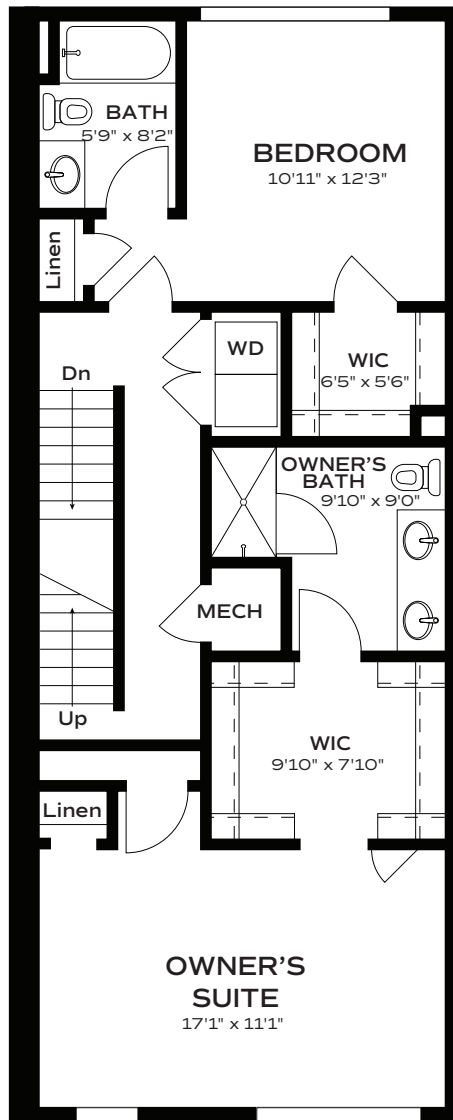 BATH
5'9" x 8'2"
BEDROOM
10'11" x 12'3"
Linen
WD
WIC
6'5" x 5'6"
Dn
OWNER'S
BATH
9'10" x 9'0"
MECH
Up
WIC
9'10" x 7'10"
Linen
OWNER'S
SUITE
17'1" x 11'1"